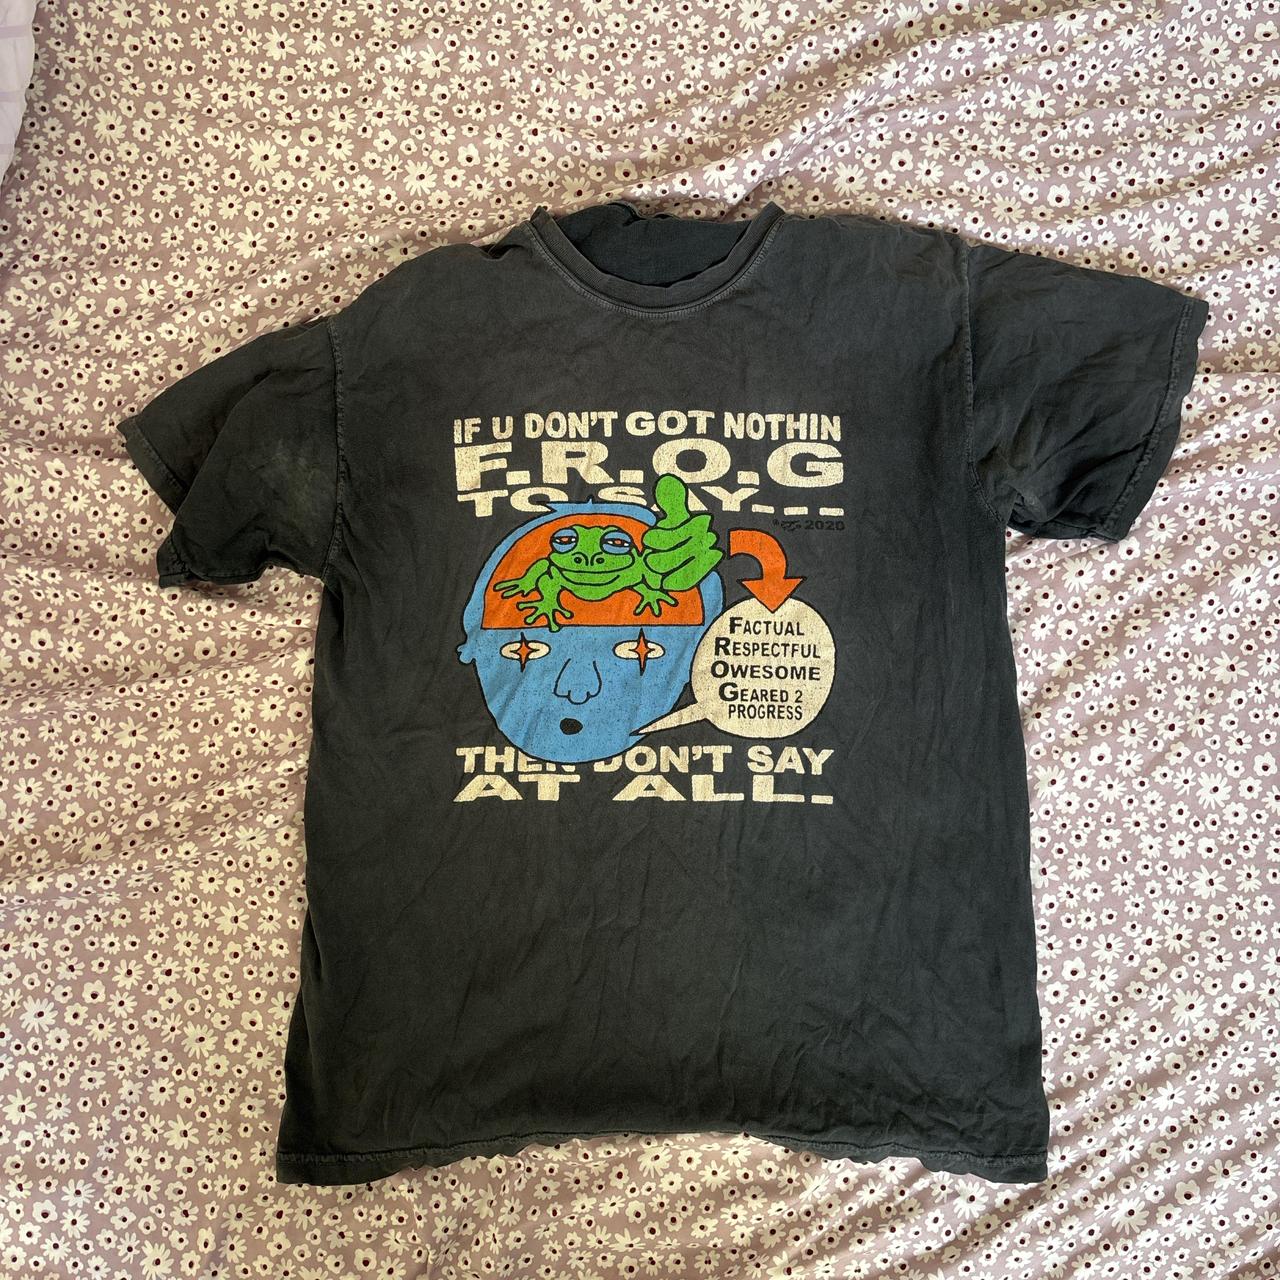 IF U DON'T GOT NOTHIN
F.R.O.G
TO SAY...
2020
FACTUAL
RESPECTFUL
OWESOME
GEARED 2
PROGRESS
THEN DON'T SAY
AT ALL.